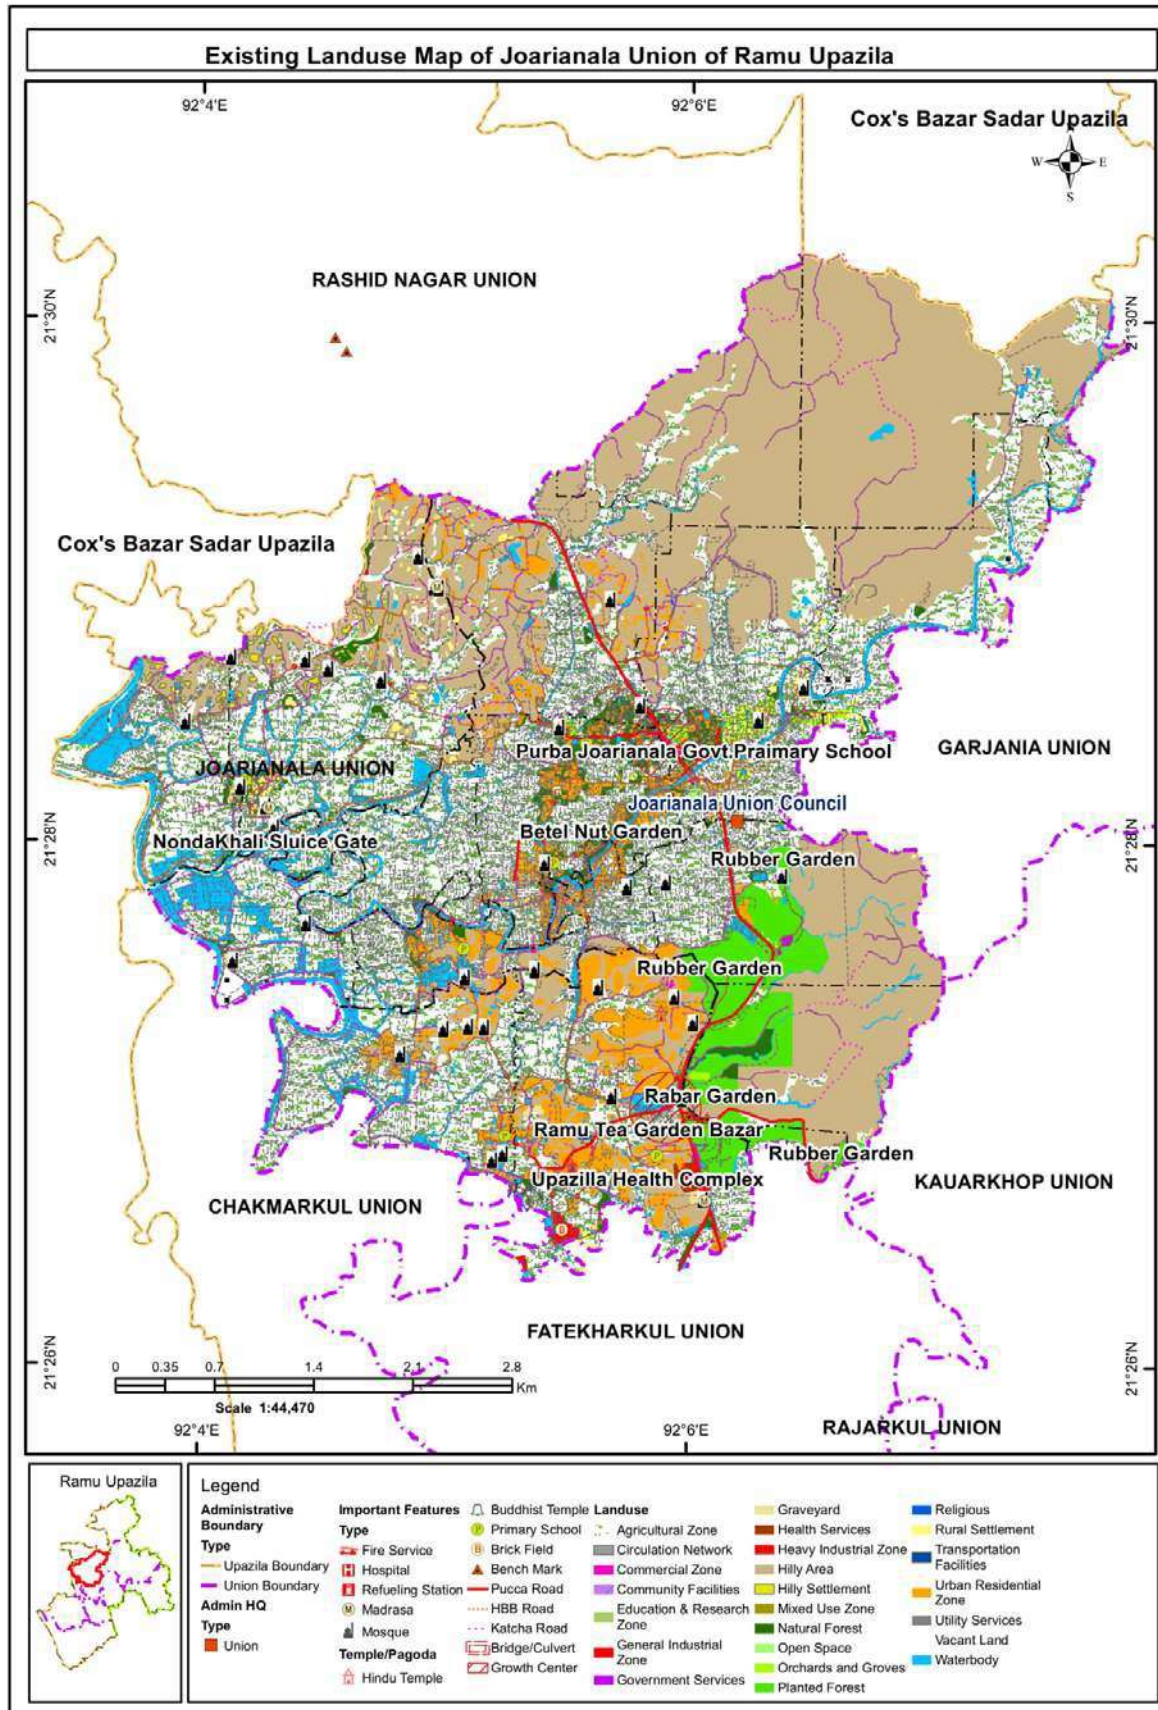 Existing Landuse Map of Joarianala Union of Ramu Upazila
92°4'E
92°6'E
Cox's Bazar Sadar Upazila
W
E
S
RASHID NAGAR UNION
21°30'N
21°30'N
Cox's Bazar Sadar Upazila
Purba Joarianala Govt.Praimary School
GARJANIA UNION
JOARIANALA UNION
Joarianala Union Council
Betel Nut Garden
NondaKhali Sluice Gate
21°28'N
21°28'N
Rubber Garden
Rubber Garden
Rabar Garden
Ramu Tea Garden Bazar
Rubber Garden
Upazilla Health Complex
KAUARKHOP UNION
CHAKMARKUL UNION
FATEKHARKUL UNION
21°26'N
21°26'N
0 0.35 0.7 1.4 2.1 2.8
Km
Scale 1:44,470
RAJARKUL UNION
92°4'E
92°6'E
Ramu Upazila
Legend
Administrative
Boundary
Type
Upazila Boundary
Union Boundary
Admin HQ
Type
Union
Important Features
Type
Fire Service
Hospital
Refueling Station
Madrasa
Mosque
Temple/Pagoda
Hindu Temple
Buddhist Temple
Primary School
Brick Field
Bench Mark
Pucca Road
HBB Road
Katcha Road
Bridge/Culvert
Growth Center
Landuse
Agricultural Zone
Circulation Network
Commercial Zone
Community Facilities
Education & Research
Zone
General Industrial
Zone
Government Services
Graveyard
Health Services
Heavy Industrial Zone
Hilly Area
Hilly Settlement
Mixed Use Zone
Natural Forest
Open Space
Orchards and Groves
Planted Forest
Religious
Rural Settlement
Transportation
Facilities
Urban Residential
Zone
Utility Services
Vacant Land
Waterbody